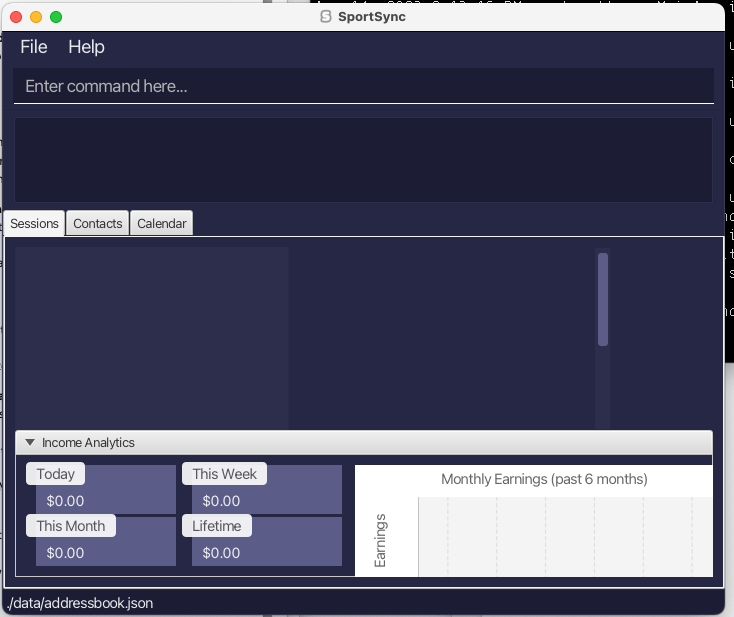 SportSync
File Help
Enter command here...
Sessions Contacts Calendar
Income Analytics
Today
$0.00
This Week
$0.00
This Month
$0.00
Lifetime
$0.00
Monthly Earnings (past 6 months)
Earnings
./data/addressbook.json